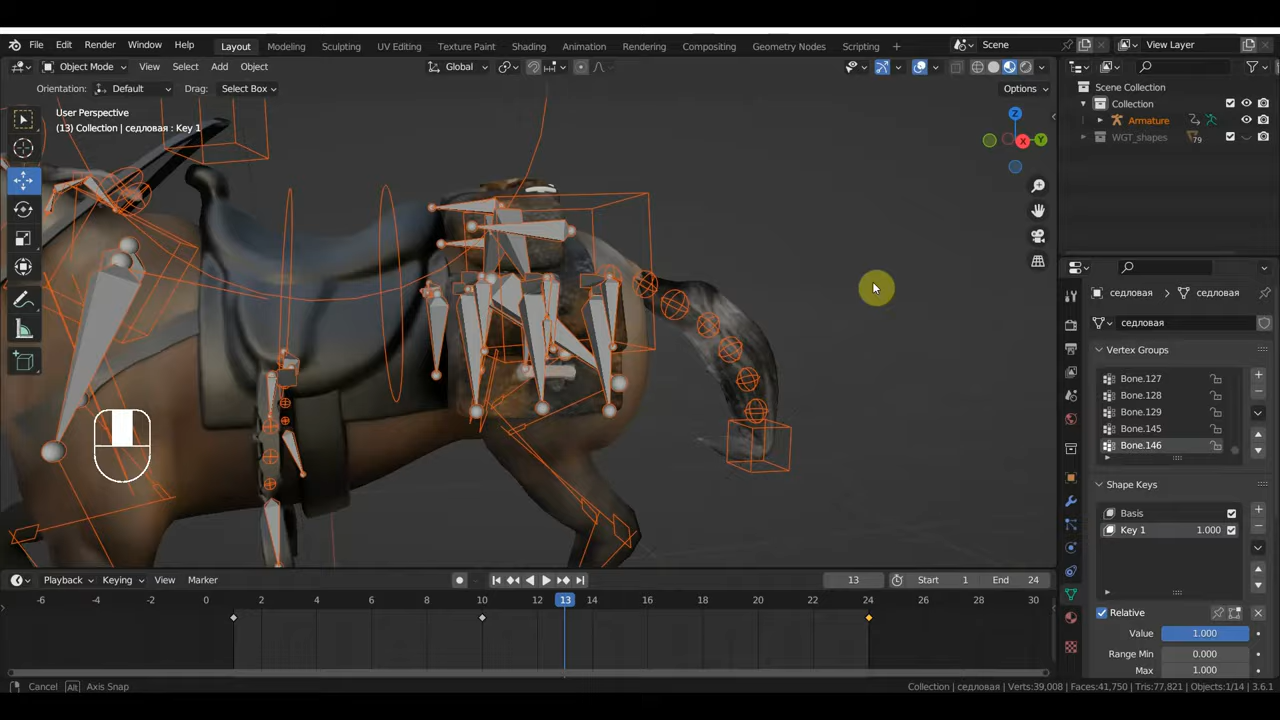 File Edit Render Window Help Layout Modeling Sculpting UV Editing Texture Paint Shading Animation Rendering Compositing Geometry Nodes Scripting + Scene View Layer
Object Mode View Select Add Object Global
Orientation: Default Drag: Select Box Options
User Perspective
(13) Collection | седловая : Key 1
Z
X
Y
Scene Collection
Collection
Armature
WGT_shapes 79
седловая > седловая
седловая
Vertex Groups
Bone.127
Bone.128
Bone.129
Bone.145
Bone.146
Shape Keys
Basis
Key 1 1.000
Relative
Value 1.000
Range Min 0.000
Max 1.000
Playback Keying View Marker 13 Start 1 End 24
-6 -4 -2 0 2 4 6 8 10 12 13 14 16 18 20 22 24 26 28 30
Cancel Alt Axis Snap Collection | седловая | Verts:39,008 | Faces:41,750 | Tris:77,821 | Objects:1/14 | 3.6.1